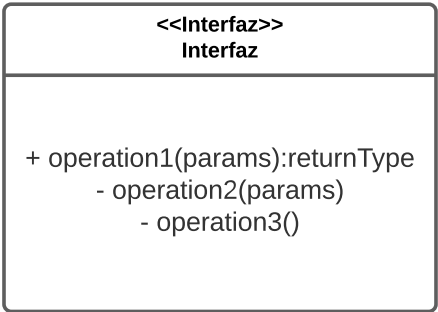 <<Interfaz>>
Interfaz
+ operation1(params):returnType
- operation2(params)
- operation3()